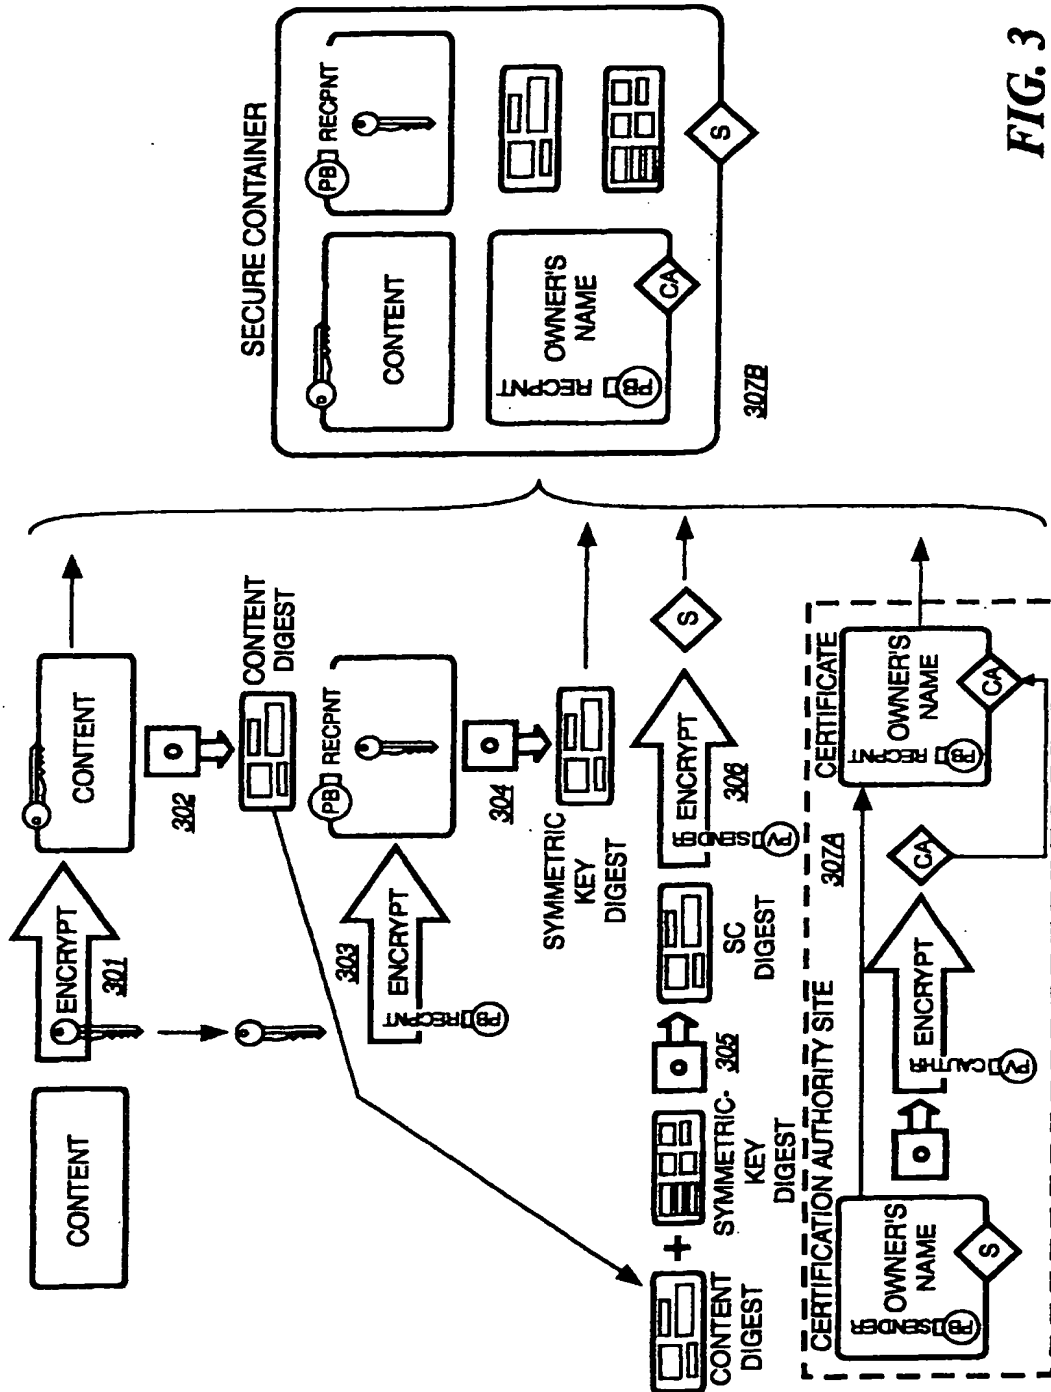 CONTENT
ENCRYPT
301
CONTENT
302
CONTENT
DIGEST
303
ENCRYPT
PB RECPNT
PB RECPNT
304
SYMMETRIC
KEY
DIGEST
CONTENT
DIGEST
+
SYMMETRIC-
KEY
DIGEST
305
SC
DIGEST
ENCRYPT
PV SENDER
306
S
CERTIFICATION AUTHORITY SITE
307A
OWNER'S
NAME
PB SENDER
S
ENCRYPT
PV CAUTHR
CA
CERTIFICATE
OWNER'S
NAME
PB RECPNT
CA
SECURE CONTAINER
CONTENT
PB RECPNT
OWNER'S
NAME
PB RECPNT
CA
S
307B
FIG. 3